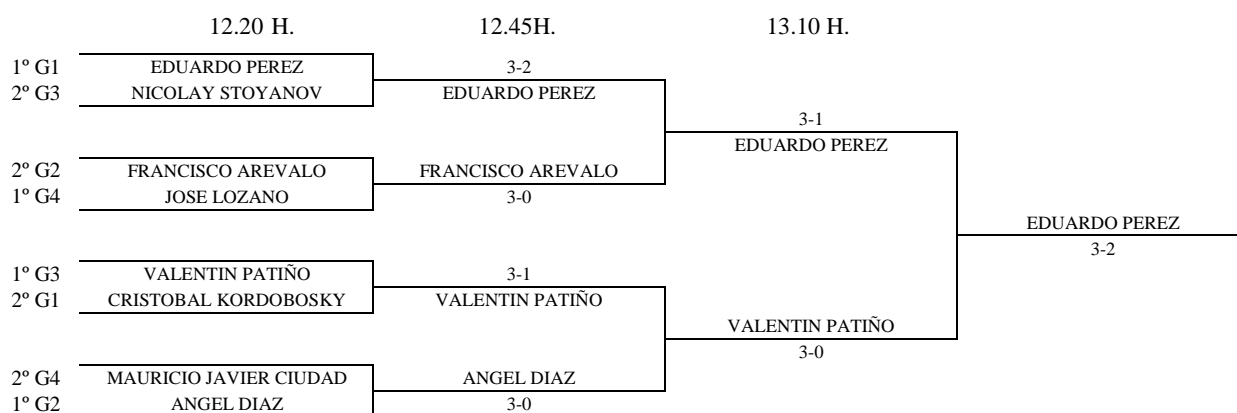 12.20 H. 12.45H. 13.10 H.
1º G1 EDUARDO PEREZ 3-2
2º G3 NICOLAY STOYANOV EDUARDO PEREZ
3-1
EDUARDO PEREZ
2º G2 FRANCISCO AREVALO FRANCISCO AREVALO
1º G4 JOSE LOZANO 3-0
EDUARDO PEREZ
3-2
1º G3 VALENTIN PATIÑO 3-1
2º G1 CRISTOBAL KORDOBOSKY VALENTIN PATIÑO
VALENTIN PATIÑO
3-0
2º G4 MAURICIO JAVIER CIUDAD ANGEL DIAZ
1º G2 ANGEL DIAZ 3-0